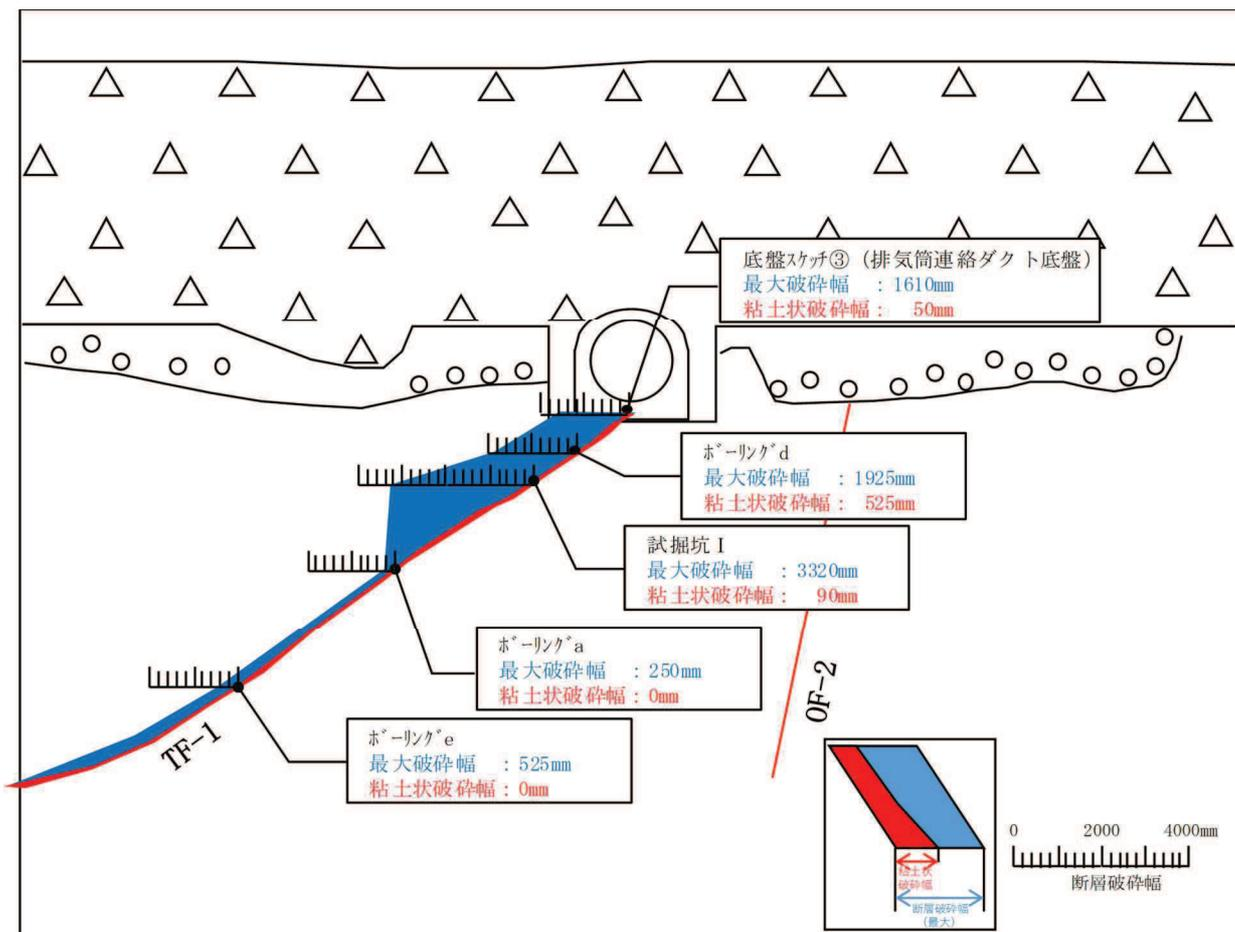 底盤スケッチ③（排気筒連絡ダクト底盤）
最大破砕幅　：1610mm
粘土状破砕幅：　50mm
ボーリングd
最大破砕幅　：1925mm
粘土状破砕幅：　525mm
試掘坑Ⅰ
最大破砕幅　：3320mm
粘土状破砕幅：　90mm
ボーリングa
最大破砕幅　：250mm
粘土状破砕幅：0mm
ボーリングe
最大破砕幅　：525mm
粘土状破砕幅：0mm
TF-1
OF-2
粘土状
破砕幅
断層破砕幅
(最大)
0　2000　4000mm
断層破砕幅